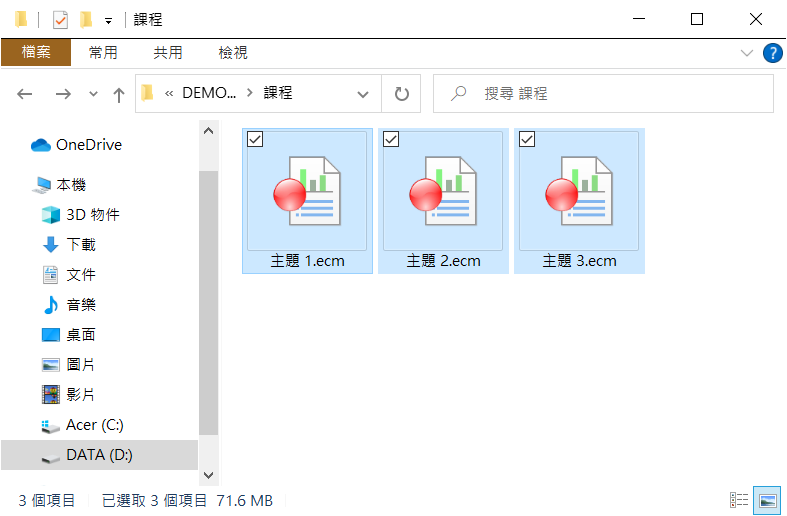 課程
檔案 常用 共用 檢視
« DEMO... 課程 搜尋 課程
OneDrive
本機
3D 物件
下載
文件
音樂
桌面
圖片
影片
Acer (C:)
DATA (D:)
主題 1.ecm 主題 2.ecm 主題 3.ecm
3 個項目 已選取 3 個項目 71.6 MB